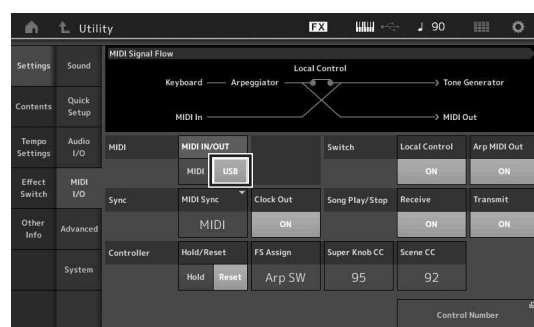 Utility
FX
90
Settings
Sound
MIDI Signal Flow
Local Control
Keyboard
Arpeggiator
Tone Generator
MIDI In
MIDI Out
Contents
Quick
Setup
Tempo
Settings
Audio
I/O
MIDI
MIDI IN/OUT
MIDI
USB
Switch
Local Control
ON
Arp MIDI Out
ON
Effect
Switch
MIDI
I/O
Sync
MIDI Sync
MIDI
Clock Out
ON
Song Play/Stop
Receive
ON
Transmit
ON
Other
Info
Advanced
Controller
Hold/Reset
Hold
Reset
FS Assign
Arp SW
Super Knob CC
95
Scene CC
92
System
Control Number